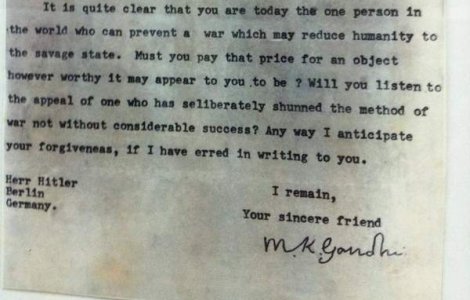 It is quite clear that you are today the one person in
the world who can prevent a war which may reduce humanity to
the savage state. Must you pay that price for an object
however worthy it may appear to you to be ? Will you listen to
the appeal of one who has seliberately shunned the method of
war not without considerable success? Any way I anticipate
your forgiveness, if I have erred in writing to you.
I remain,
Your sincere friend
M.K.Gandhi
Herr Hitler
Berlin
Germany.